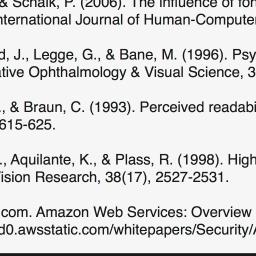 & Schalk, P. (2006). The influence of fon
nternational Journal of Human-Computer
d, J., Legge, G., & Bane, M. (1996). Psy
ative Ophthalmology & Visual Science, 3
., & Braun, C. (1993). Perceived readabi
615-625.
., Aquilante, K., & Plass, R. (1998). High
Vision Research, 38(17), 2527-2531.
com. Amazon Web Services: Overview
d0.awsstatic.com/whitepapers/Security/A